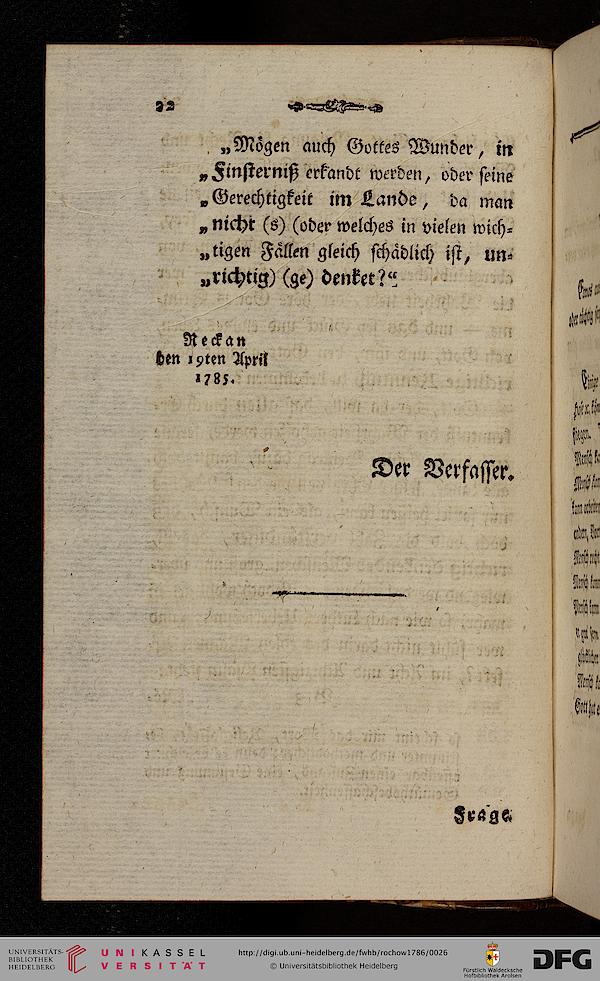 22
„Mögen auch Gottes Wunder, in
„Finsterniß erkandt werden, oder seine
„Gerechtigkeit im Lande, da man
„nicht (s) (oder welches in vielen wich-
„tigen Fällen gleich schädlich ist, un-
„richtig) (ge) denket?“
Reckan
den 19ten April
1785.
Der Verfasser.
Frage
UNIVERSITÄTS-
BIBLIOTHEK
HEIDELBERG
UNIKASSEL
VERSITÄT
http://digi.ub.uni-heidelberg.de/fwhb/rochow1786/0026
© Universitätsbibliothek Heidelberg
Fürstlich Waldecksche
Hofbibliothek Arolsen
DFG